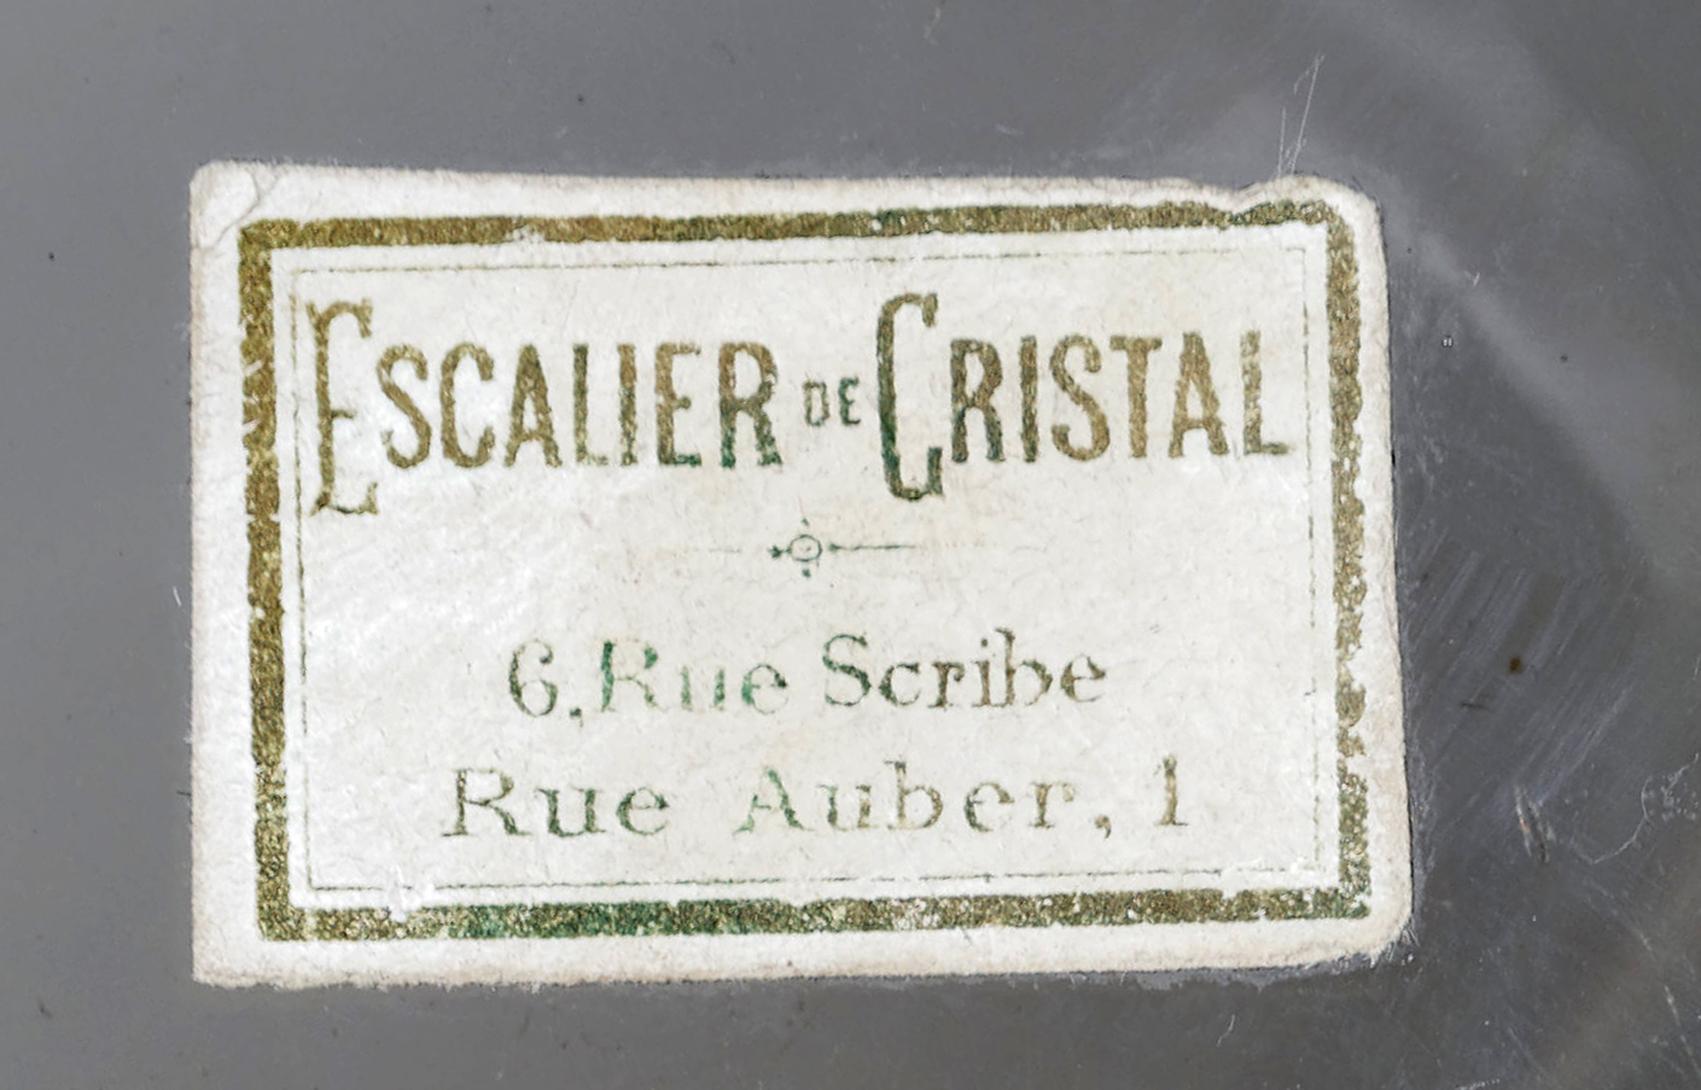 ESCALIER DE CRISTAL
6, Rue Scribe
Rue Auber, 1